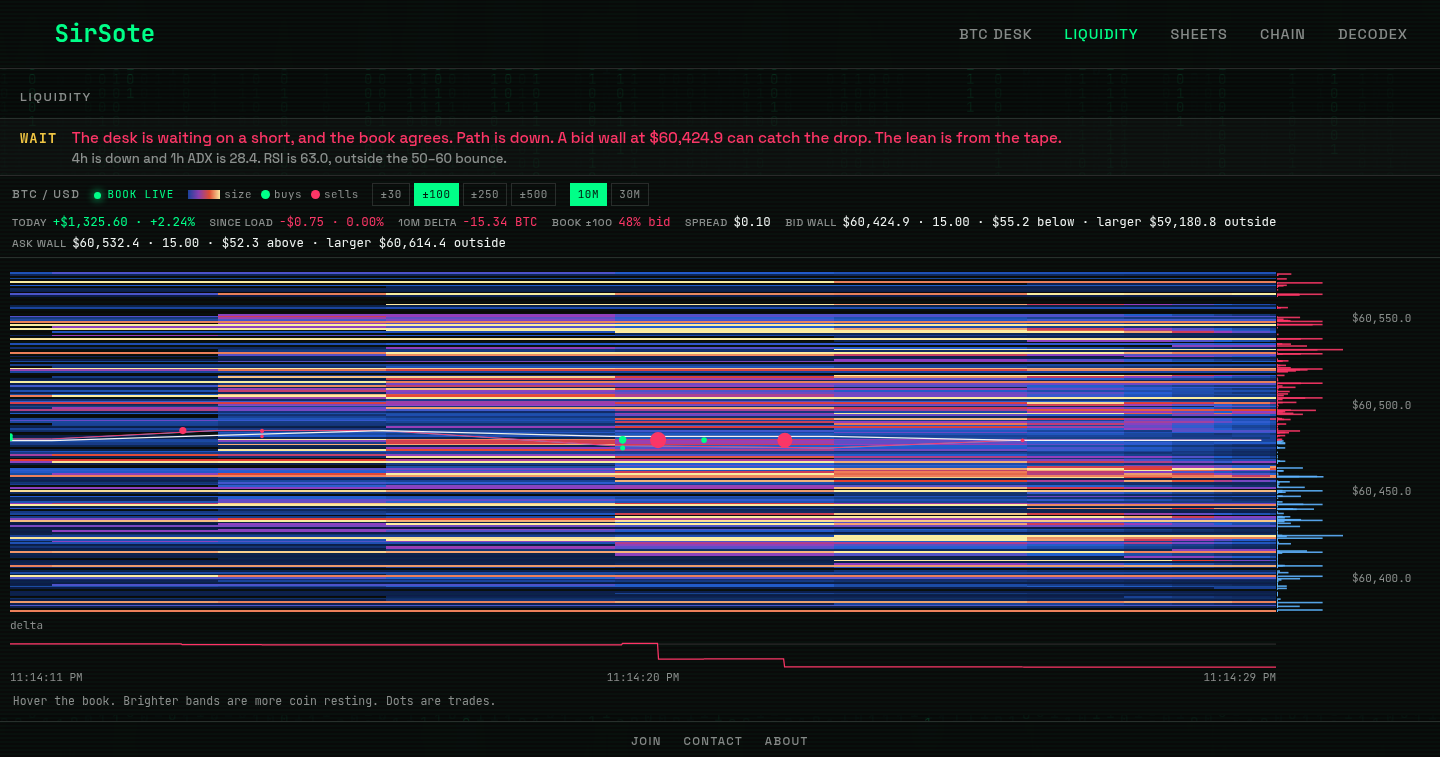 SirSote
BTC DESK LIQUIDITY SHEETS CHAIN DECODEX
LIQUIDITY
WAIT The desk is waiting on a short, and the book agrees. Path is down. A bid wall at $60,424.9 can catch the drop. The lean is from the tape.
4h is down and 1h ADX is 28.4. RSI is 63.0, outside the 50–60 bounce.
BTC / USD BOOK LIVE size buys sells ±30 ±100 ±250 ±500 10M 30M
TODAY +$1,325.60 · +2.24% SINCE LOAD -$0.75 · 0.00% 10M DELTA -15.34 BTC BOOK ±100 48% bid SPREAD $0.10 BID WALL $60,424.9 · 15.00 · $55.2 below · larger $59,180.8 outside
ASK WALL $60,532.4 · 15.00 · $52.3 above · larger $60,614.4 outside
$60,550.0
$60,500.0
$60,450.0
$60,400.0
delta
11:14:11 PM 11:14:20 PM 11:14:29 PM
Hover the book. Brighter bands are more coin resting. Dots are trades.
JOIN CONTACT ABOUT